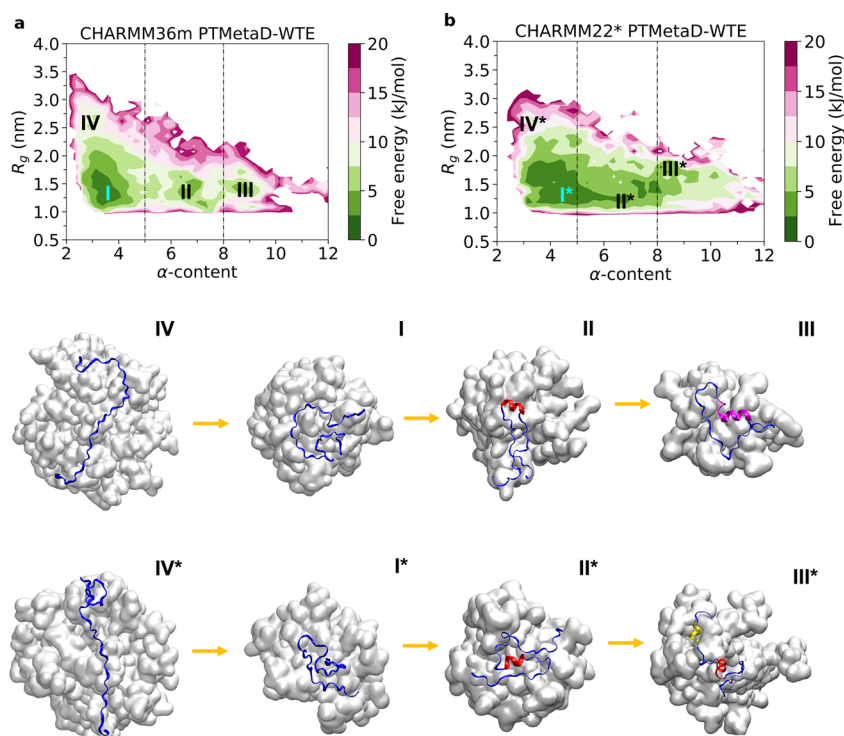 a
CHARMM36m PTMetaD-WTE
4.0
3.5
3.0
2.5
2.0
1.5
1.0
0.5
Rg (nm)
IV
I
II
III
2 4 6 8 10 12
α-content
20
15
10
5
0
Free energy (kJ/mol)
b
CHARMM22* PTMetaD-WTE
4.0
3.5
3.0
2.5
2.0
1.5
1.0
0.5
Rg (nm)
IV*
I*
II*
III*
2 4 6 8 10 12
α-content
20
15
10
5
0
Free energy (kJ/mol)
IV I II III
IV* I* II* III*